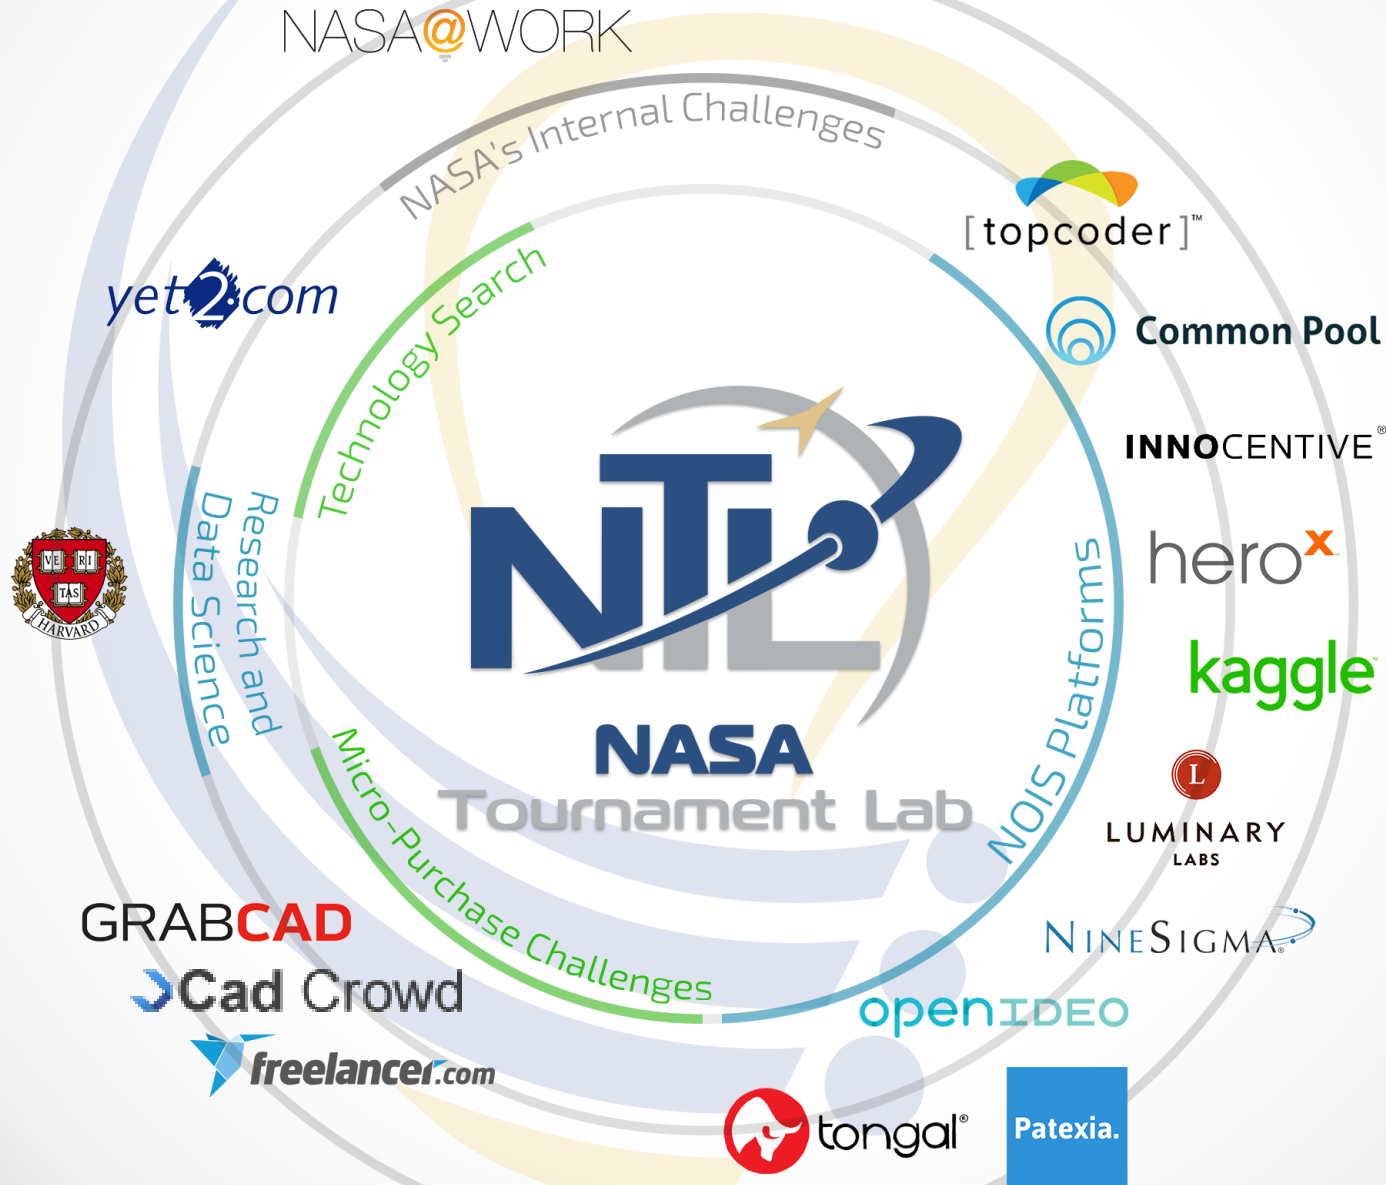 NASA@WORK
NASA's Internal Challenges
[topcoder]™
yet2.com
Technology Search
Common Pool
INNOCENTIVE®
NTL
Research and
Data Science
VE RI
TAS
HARVARD
herox™
NOIS Platforms
kaggle™
NASA
Tournament Lab
Micro-Purchase Challenges
L
LUMINARY
LABS
GRABCAD
Cad Crowd
freelancer.com
NINESIGMA®
openIDEO
tongal®
Patexia.